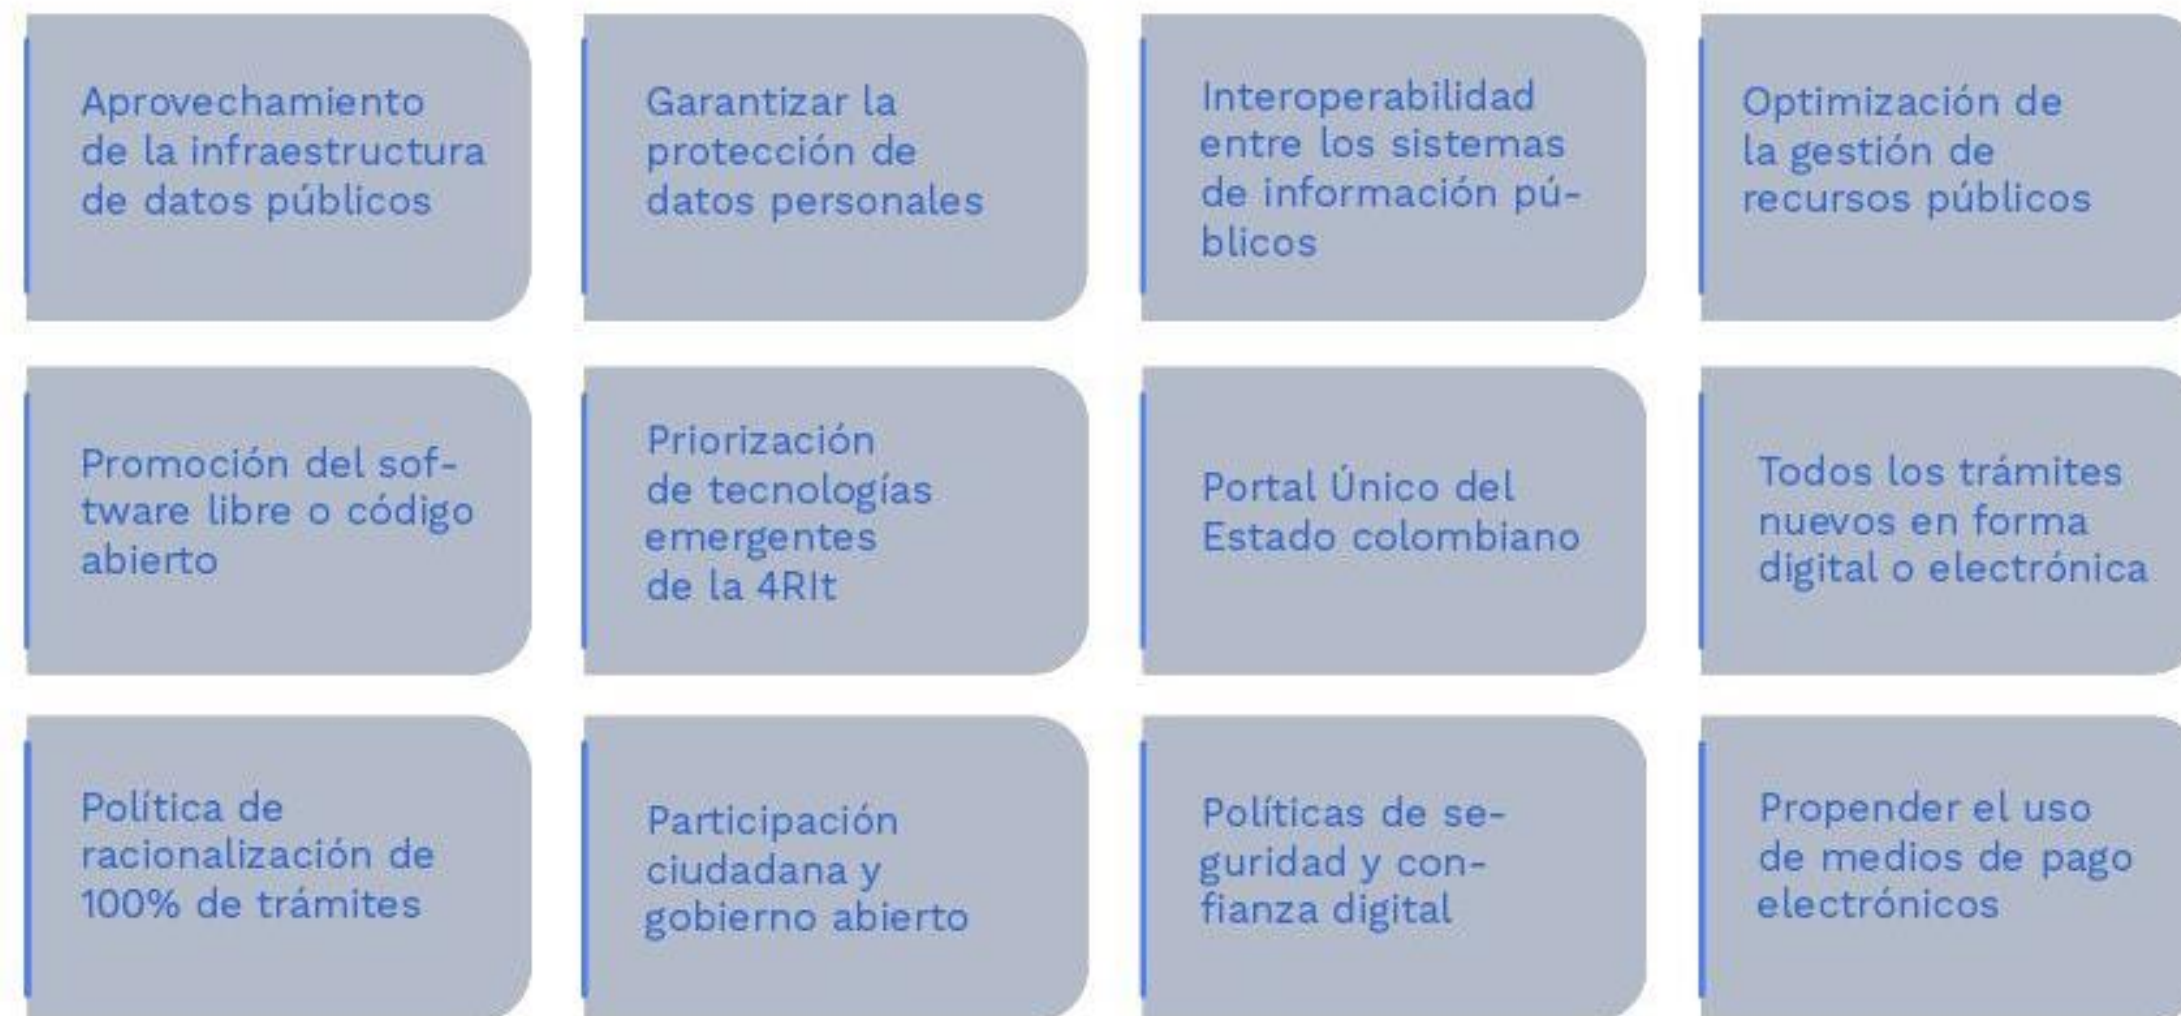 Aprovechamiento
de la infraestructura
de datos públicos
Garantizar la
protección de
datos personales
Interoperabilidad
entre los sistemas
de información pú-
blicos
Optimización de
la gestión de
recursos públicos
Promoción del sof-
tware libre o código
abierto
Priorización
de tecnologías
emergentes
de la 4RIt
Portal Único del
Estado colombiano
Todos los trámites
nuevos en forma
digital o electrónica
Política de
racionalización de
100% de trámites
Participación
ciudadana y
gobierno abierto
Políticas de se-
guridad y con-
fianza digital
Propender el uso
de medios de pago
electrónicos